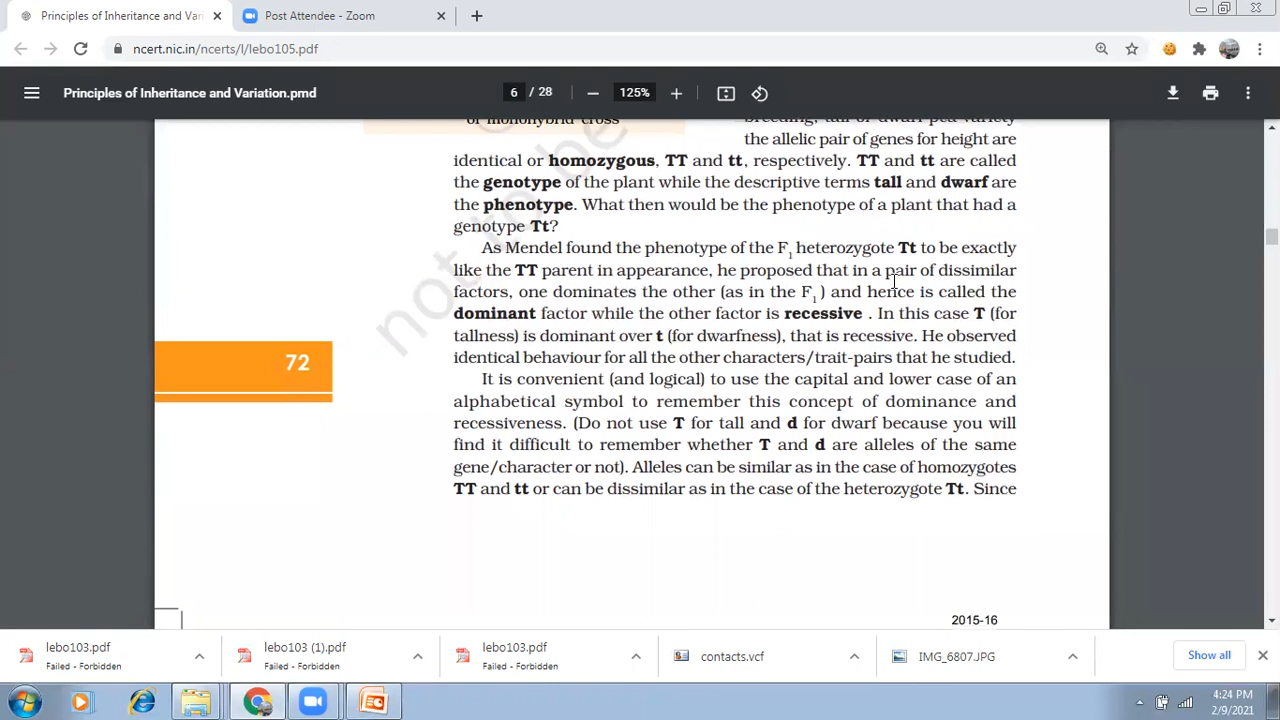 Principles of Inheritance and Vari
Post Attendee - Zoom
ncert.nic.in/ncerts/l/lebo105.pdf
Principles of Inheritance and Variation.pmd
6 / 28
125%
of monohybrid cross
breeding, tall or dwarf pea variety
the allelic pair of genes for height are
identical or homozygous, TT and tt, respectively. TT and tt are called
the genotype of the plant while the descriptive terms tall and dwarf are
the phenotype. What then would be the phenotype of a plant that had a
genotype Tt?
As Mendel found the phenotype of the F1 heterozygote Tt to be exactly
like the TT parent in appearance, he proposed that in a pair of dissimilar
factors, one dominates the other (as in the F1 ) and hence is called the
dominant factor while the other factor is recessive . In this case T (for
tallness) is dominant over t (for dwarfness), that is recessive. He observed
identical behaviour for all the other characters/trait-pairs that he studied.
It is convenient (and logical) to use the capital and lower case of an
alphabetical symbol to remember this concept of dominance and
recessiveness. (Do not use T for tall and d for dwarf because you will
find it difficult to remember whether T and d are alleles of the same
gene/character or not). Alleles can be similar as in the case of homozygotes
TT and tt or can be dissimilar as in the case of the heterozygote Tt. Since
not to be
72
2015-16
lebo103.pdf
Failed - Forbidden
lebo103 (1).pdf
Failed - Forbidden
lebo103.pdf
Failed - Forbidden
contacts.vcf
IMG_6807.JPG
Show all
4:24 PM
2/9/2021